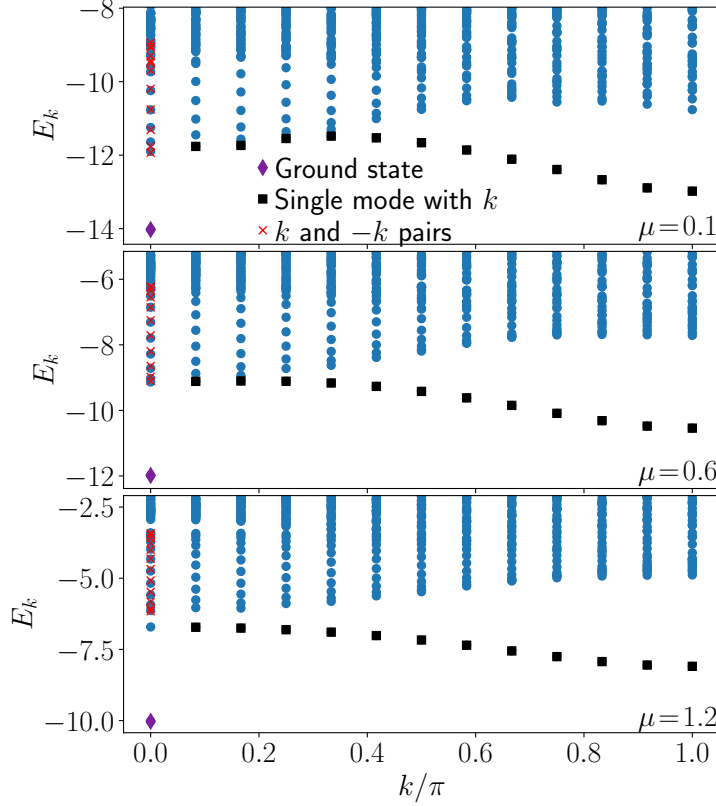 −8
−10
−12
−14
E_k
Ground state
Single mode with k
k and −k pairs
μ=0.1
−6
−8
−10
−12
E_k
μ=0.6
−2.5
−5.0
−7.5
−10.0
E_k
μ=1.2
0.0 0.2 0.4 0.6 0.8 1.0
k/π